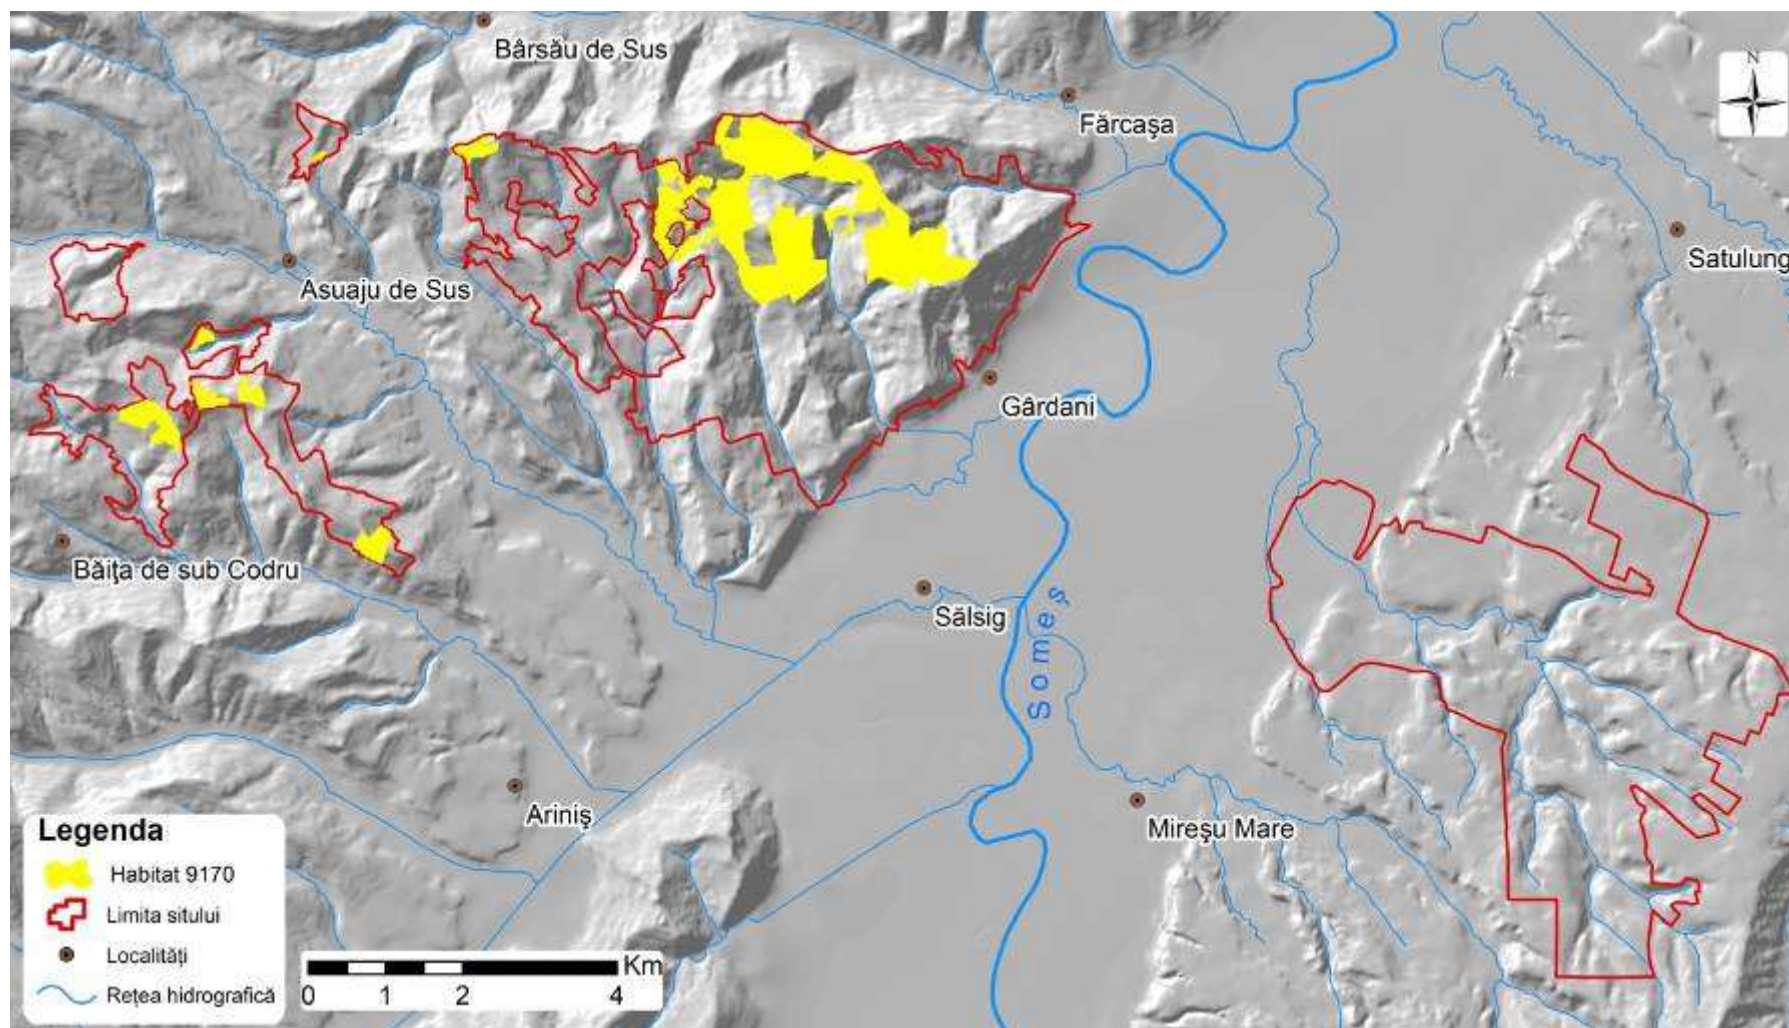 Bârsău de Sus
N
Fărcaşa
Satulung
Asuaju de Sus
Gârdani
Băiţa de sub Codru
Sălsig
Someş
Ariniş
Mireşu Mare
Legenda
Habitat 9170
Limita sitului
Localităţi
Reţea hidrografică
Km
0 1 2 4